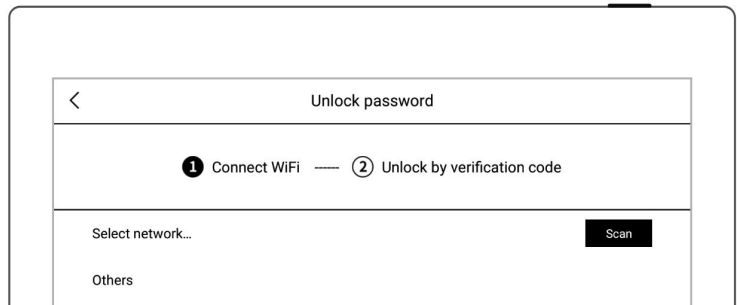 Unlock password
1 Connect WiFi ----- 2 Unlock by verification code
Select network... Scan
Others